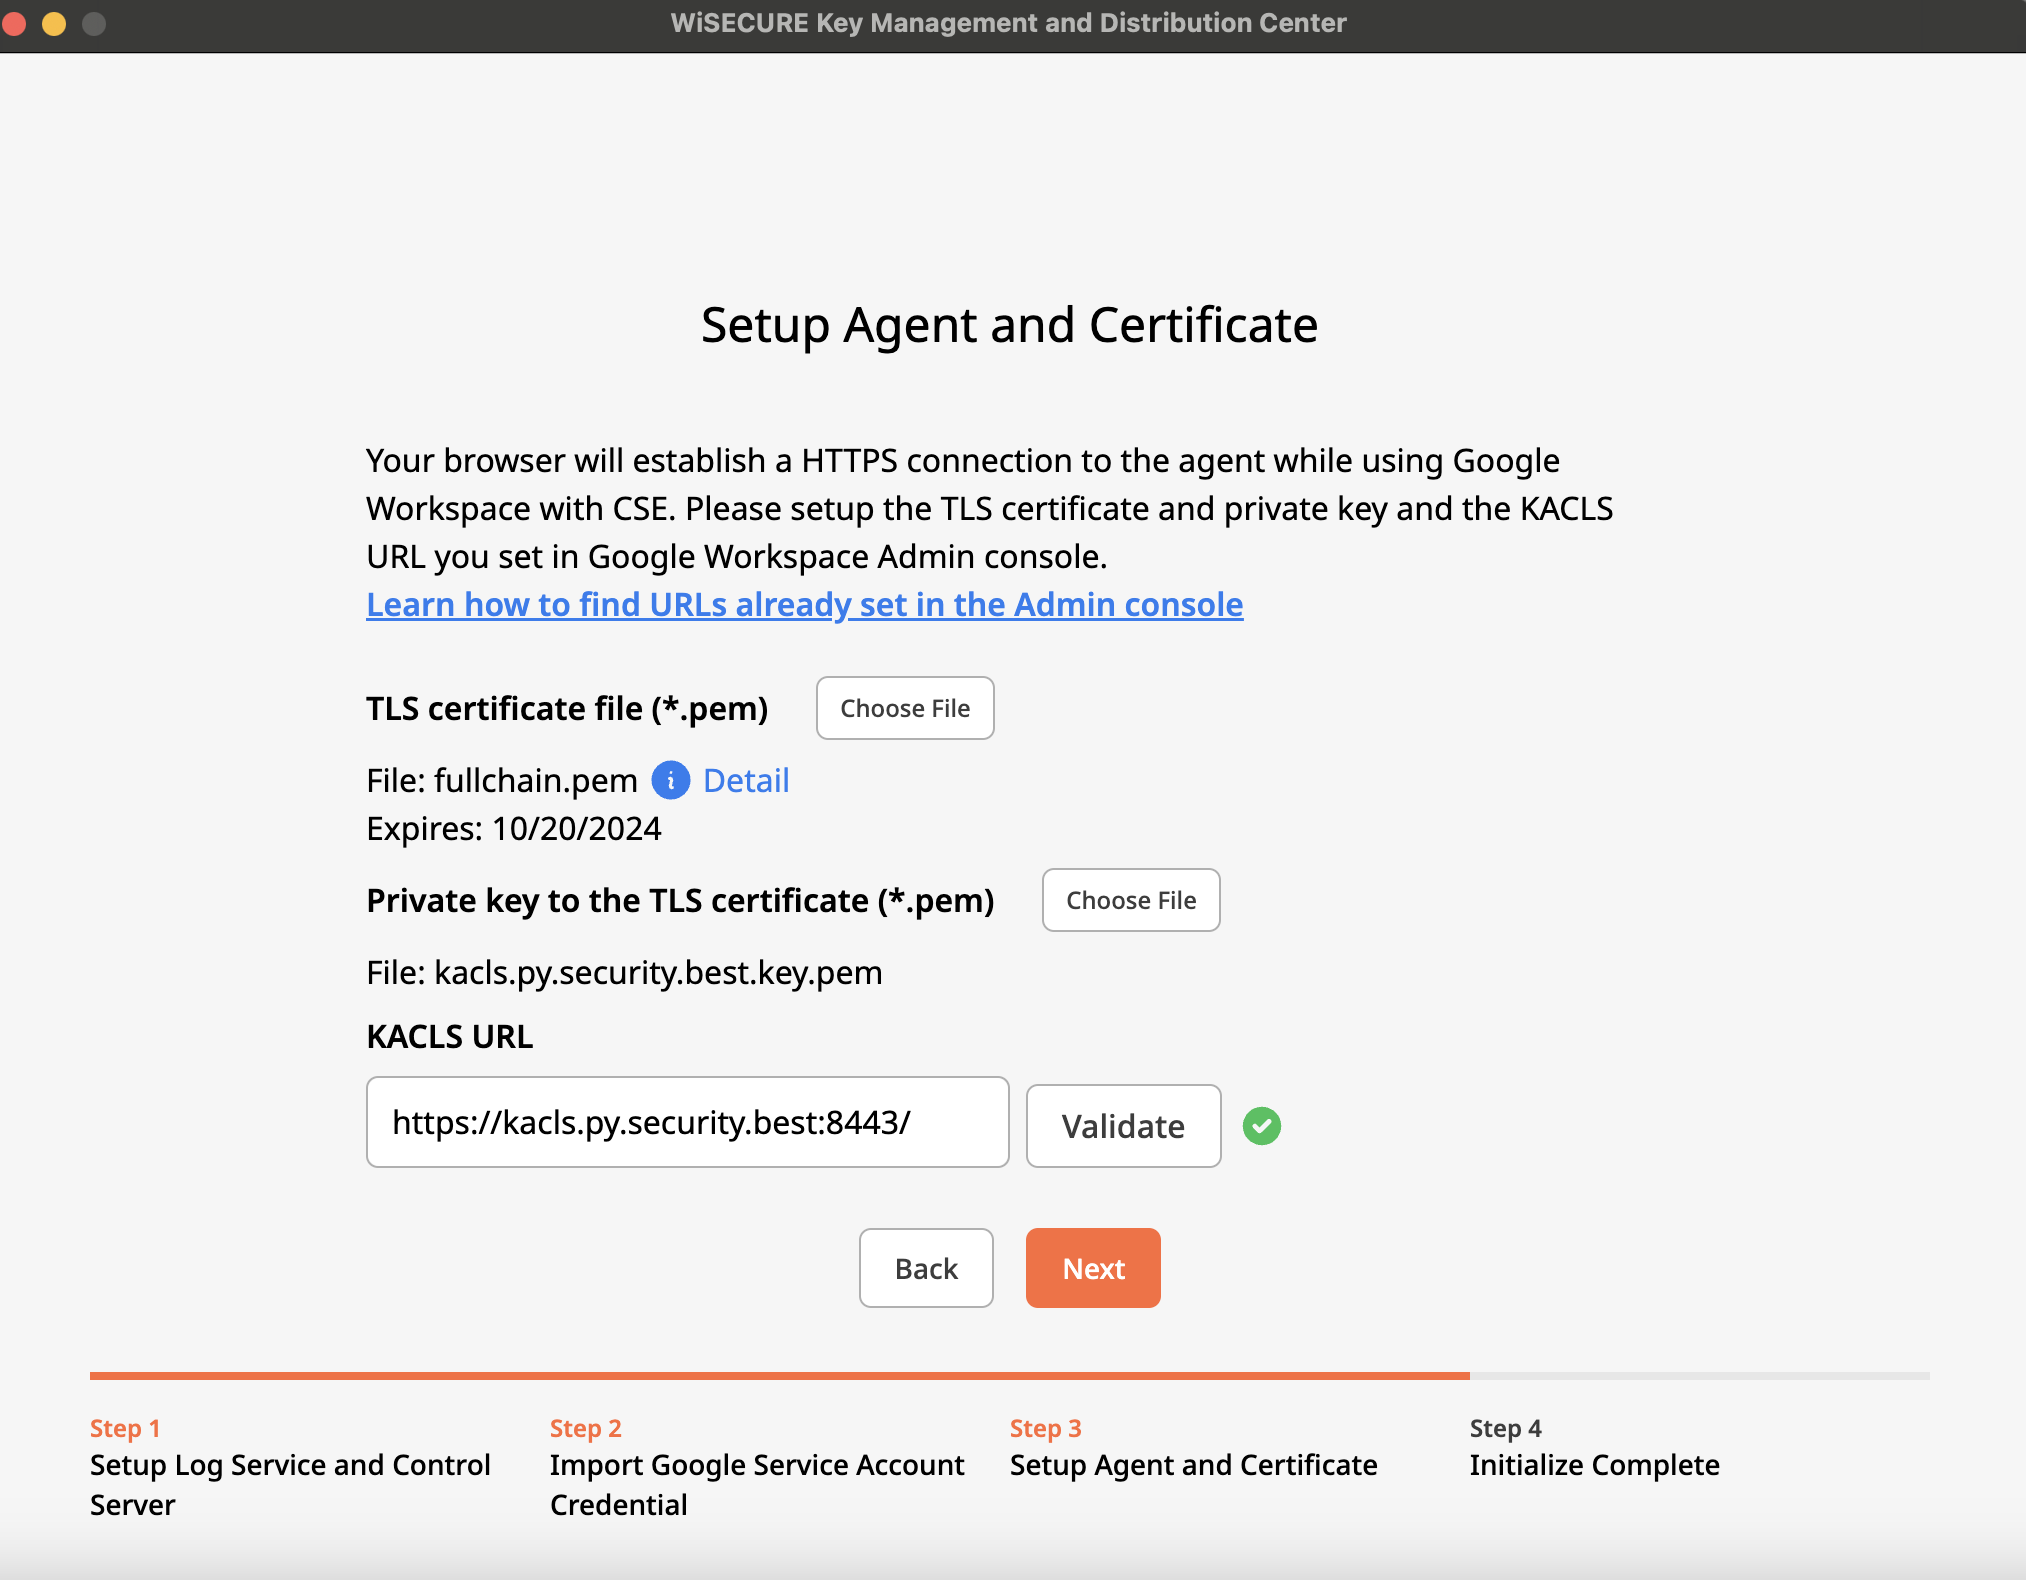 WiSECURE Key Management and Distribution Center
Setup Agent and Certificate
Your browser will establish a HTTPS connection to the agent while using Google
Workspace with CSE. Please setup the TLS certificate and private key and the KACLS
URL you set in Google Workspace Admin console.
Learn how to find URLs already set in the Admin console
TLS certificate file (*.pem) Choose File
File: fullchain.pem i Detail
Expires: 10/20/2024
Private key to the TLS certificate (*.pem) Choose File
File: kacls.py.security.best.key.pem
KACLS URL
https://kacls.py.security.best:8443/ Validate
Back Next
Step 1
Setup Log Service and Control
Server
Step 2
Import Google Service Account
Credential
Step 3
Setup Agent and Certificate
Step 4
Initialize Complete